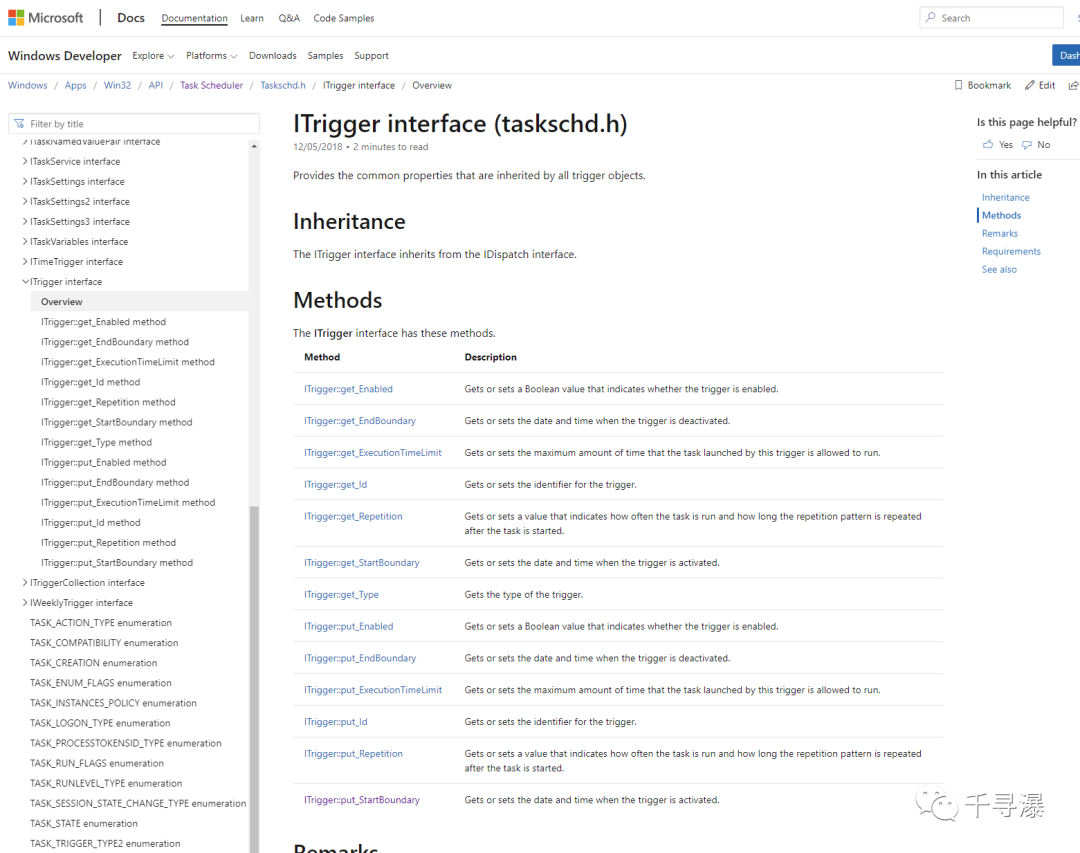 Microsoft
Docs
Documentation
Learn
Q&A
Code Samples
Search
Windows Developer
Explore
Platforms
Downloads
Samples
Support
Dash
Windows / Apps / Win32 / API / Task Scheduler / Taskschd.h / ITrigger interface / Overview
Bookmark
Edit
Filter by title
ITaskNamedValuePair interface
ITaskService interface
ITaskSettings interface
ITaskSettings2 interface
ITaskSettings3 interface
ITaskVariables interface
ITimeTrigger interface
ITrigger interface
Overview
ITrigger::get_Enabled method
ITrigger::get_EndBoundary method
ITrigger::get_ExecutionTimeLimit method
ITrigger::get_Id method
ITrigger::get_Repetition method
ITrigger::get_StartBoundary method
ITrigger::get_Type method
ITrigger::put_Enabled method
ITrigger::put_EndBoundary method
ITrigger::put_ExecutionTimeLimit method
ITrigger::put_Id method
ITrigger::put_Repetition method
ITrigger::put_StartBoundary method
ITriggerCollection interface
IWeeklyTrigger interface
TASK_ACTION_TYPE enumeration
TASK_COMPATIBILITY enumeration
TASK_CREATION enumeration
TASK_ENUM_FLAGS enumeration
TASK_INSTANCES_POLICY enumeration
TASK_LOGON_TYPE enumeration
TASK_PROCESSTOKENSID_TYPE enumeration
TASK_RUN_FLAGS enumeration
TASK_RUNLEVEL_TYPE enumeration
TASK_SESSION_STATE_CHANGE_TYPE enumeration
TASK_STATE enumeration
TASK_TRIGGER_TYPE2 enumeration
ITrigger interface (taskschd.h)
12/05/2018 • 2 minutes to read
Provides the common properties that are inherited by all trigger objects.
Inheritance
The ITrigger interface inherits from the IDispatch interface.
Methods
The ITrigger interface has these methods.
Method Description
ITrigger::get_Enabled Gets or sets a Boolean value that indicates whether the trigger is enabled.
ITrigger::get_EndBoundary Gets or sets the date and time when the trigger is deactivated.
ITrigger::get_ExecutionTimeLimit Gets or sets the maximum amount of time that the task launched by this trigger is allowed to run.
ITrigger::get_Id Gets or sets the identifier for the trigger.
ITrigger::get_Repetition Gets or sets a value that indicates how often the task is run and how long the repetition pattern is repeated
after the task is started.
ITrigger::get_StartBoundary Gets or sets the date and time when the trigger is activated.
ITrigger::get_Type Gets the type of the trigger.
ITrigger::put_Enabled Gets or sets a Boolean value that indicates whether the trigger is enabled.
ITrigger::put_EndBoundary Gets or sets the date and time when the trigger is deactivated.
ITrigger::put_ExecutionTimeLimit Gets or sets the maximum amount of time that the task launched by this trigger is allowed to run.
ITrigger::put_Id Gets or sets the identifier for the trigger.
ITrigger::put_Repetition Gets or sets a value that indicates how often the task is run and how long the repetition pattern is repeated
after the task is started.
ITrigger::put_StartBoundary Gets or sets the date and time when the trigger is activated.
Remarks
Is this page helpful?
Yes No
In this article
Inheritance
Methods
Remarks
Requirements
See also
千寻瀑